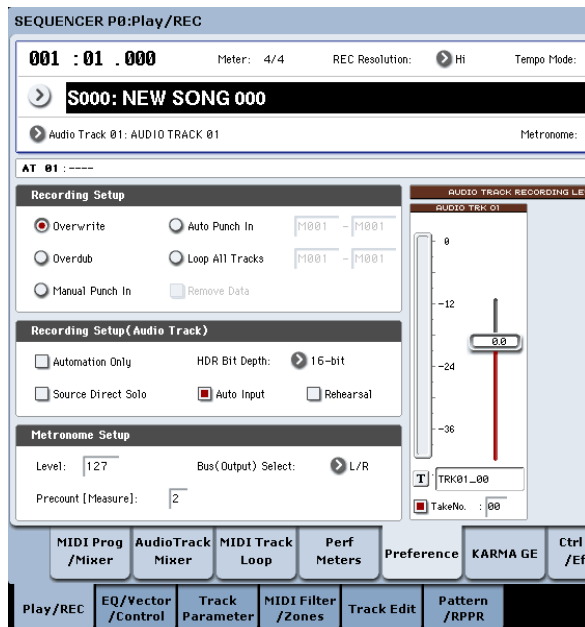 SEQUENCER P0:Play/REC
001 :01 .000 Meter: 4/4 REC Resolution: Hi Tempo Mode:
S000: NEW SONG 000
Audio Track 01: AUDIO TRACK 01 Metronome:
AT 01 :----
Recording Setup
Overwrite Auto Punch In M001 - M001
Overdub Loop All Tracks M001 - M001
Manual Punch In Remove Data
Recording Setup(Audio Track)
Automation Only HDR Bit Depth: 16-bit
Source Direct Solo Auto Input Rehearsal
Metronome Setup
Level: 127 Bus(Output) Select: L/R
Precount [Measure]: 2
AUDIO TRACK RECORDING LE
AUDIO TRK 01
0
-12
0.0
-24
-36
T TRK01_00
TakeNo. : 00
MIDI Prog /Mixer
AudioTrack Mixer
MIDI Track Loop
Perf Meters
Preference
KARMA GE
Ctrl /Ef
Play/REC
EQ/Vector /Control
Track Parameter
MIDI Filter /Zones
Track Edit
Pattern /RPPR